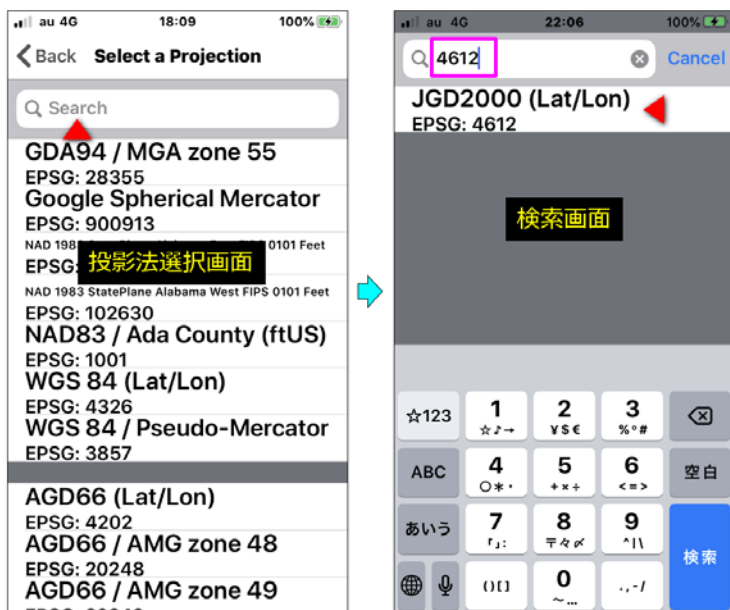 au 4G 18:09 100%
Back Select a Projection
Search
GDA94 / MGA zone 55
EPSG: 28355
Google Spherical Mercator
EPSG: 900913
NAD 198 0101 Feet
EPSG:
投影法選択画面
NAD 1983 StatePlane Alabama West FIPS 0101 Feet
EPSG: 102630
NAD83 / Ada County (ftUS)
EPSG: 1001
WGS 84 (Lat/Lon)
EPSG: 4326
WGS 84 / Pseudo-Mercator
EPSG: 3857
AGD66 (Lat/Lon)
EPSG: 4202
AGD66 / AMG zone 48
EPSG: 20248
AGD66 / AMG zone 49
au 4G 22:06 100%
4612 Cancel
JGD2000 (Lat/Lon)
EPSG: 4612
検索画面
☆123 1 2 3
☆♪→ ¥$€ %°#
ABC 4 5 6 空白
○*・ +×÷ <=>
あいう 7 8 9
「」: 〒々〆 ^|\
検索
()[] 0 .,-/
~…